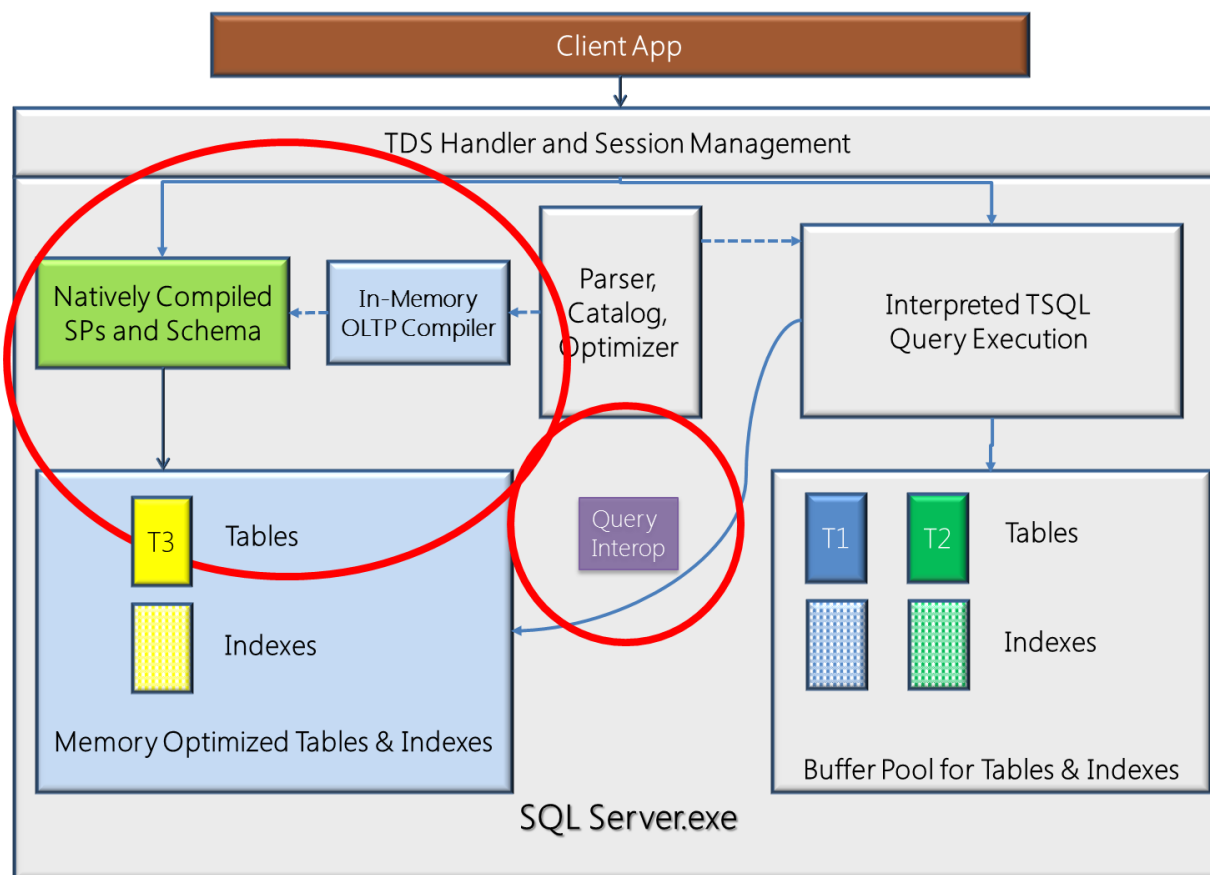 Client App
TDS Handler and Session Management
Natively Compiled
SPs and Schema
In-Memory
OLTP Compiler
Parser,
Catalog,
Optimizer
Interpreted TSQL
Query Execution
Query
Interop
T3
Tables
Indexes
Memory Optimized Tables & Indexes
T1
T2
Tables
Indexes
Buffer Pool for Tables & Indexes
SQL Server.exe